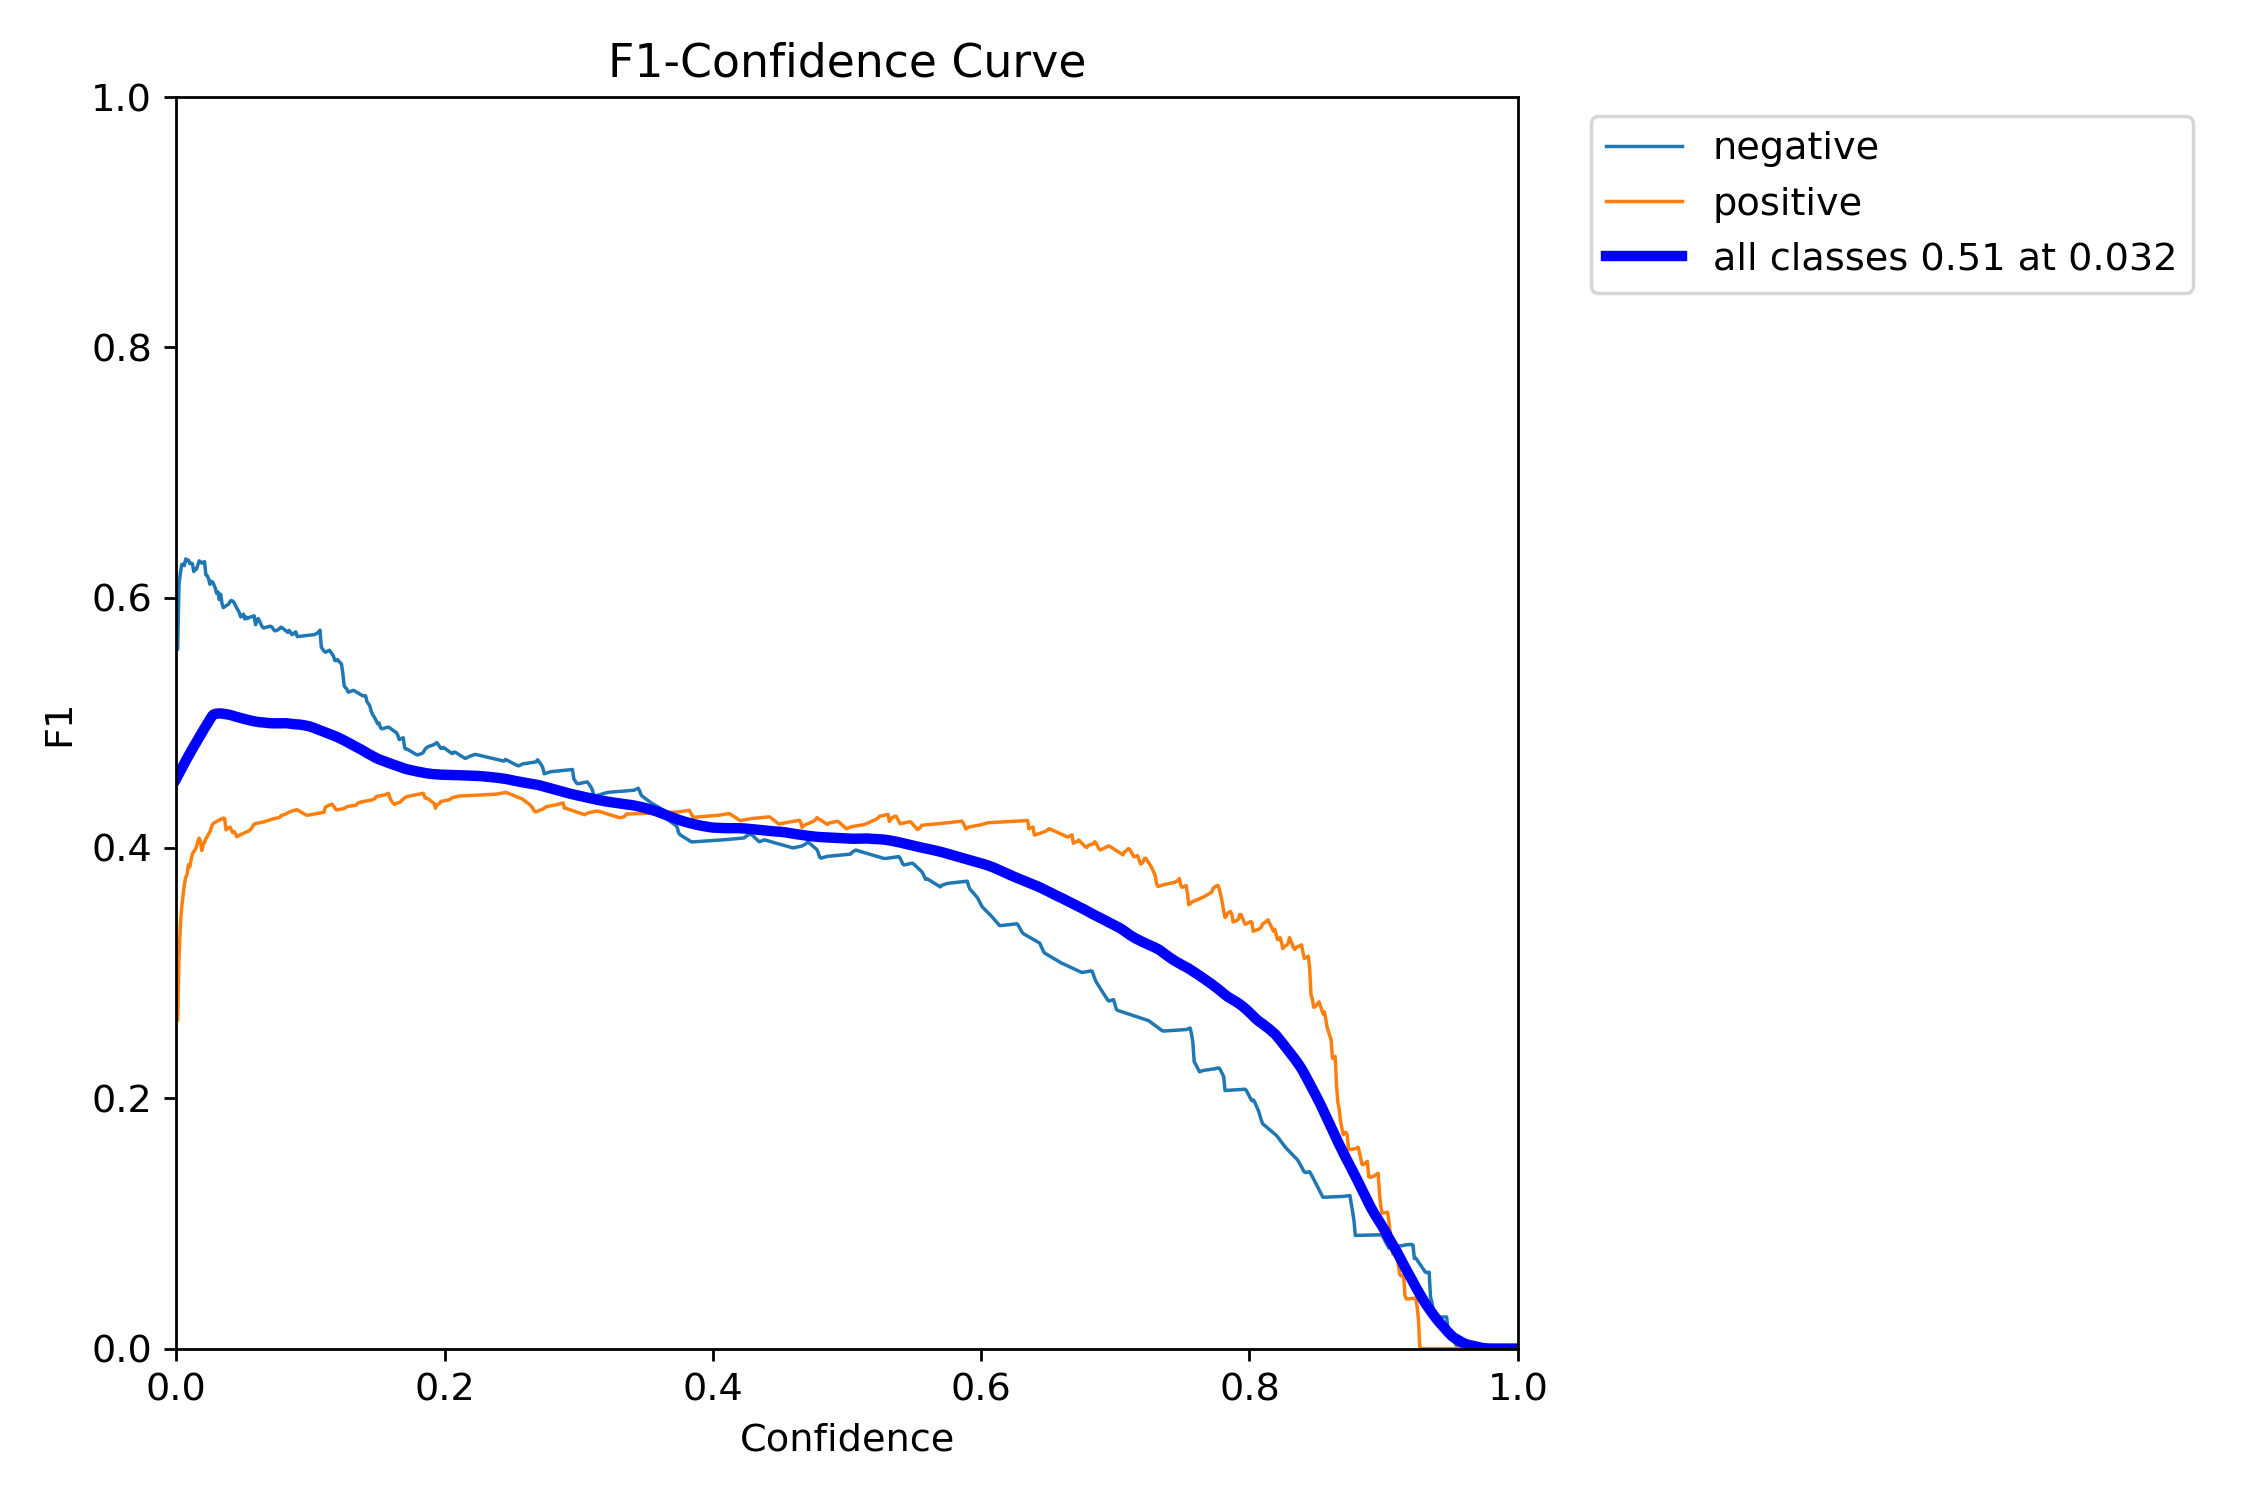 F1-Confidence Curve
1.0
0.8
0.6
0.4
0.2
0.0
F1
0.0 0.2 0.4 0.6 0.8 1.0
Confidence
negative
positive
all classes 0.51 at 0.032